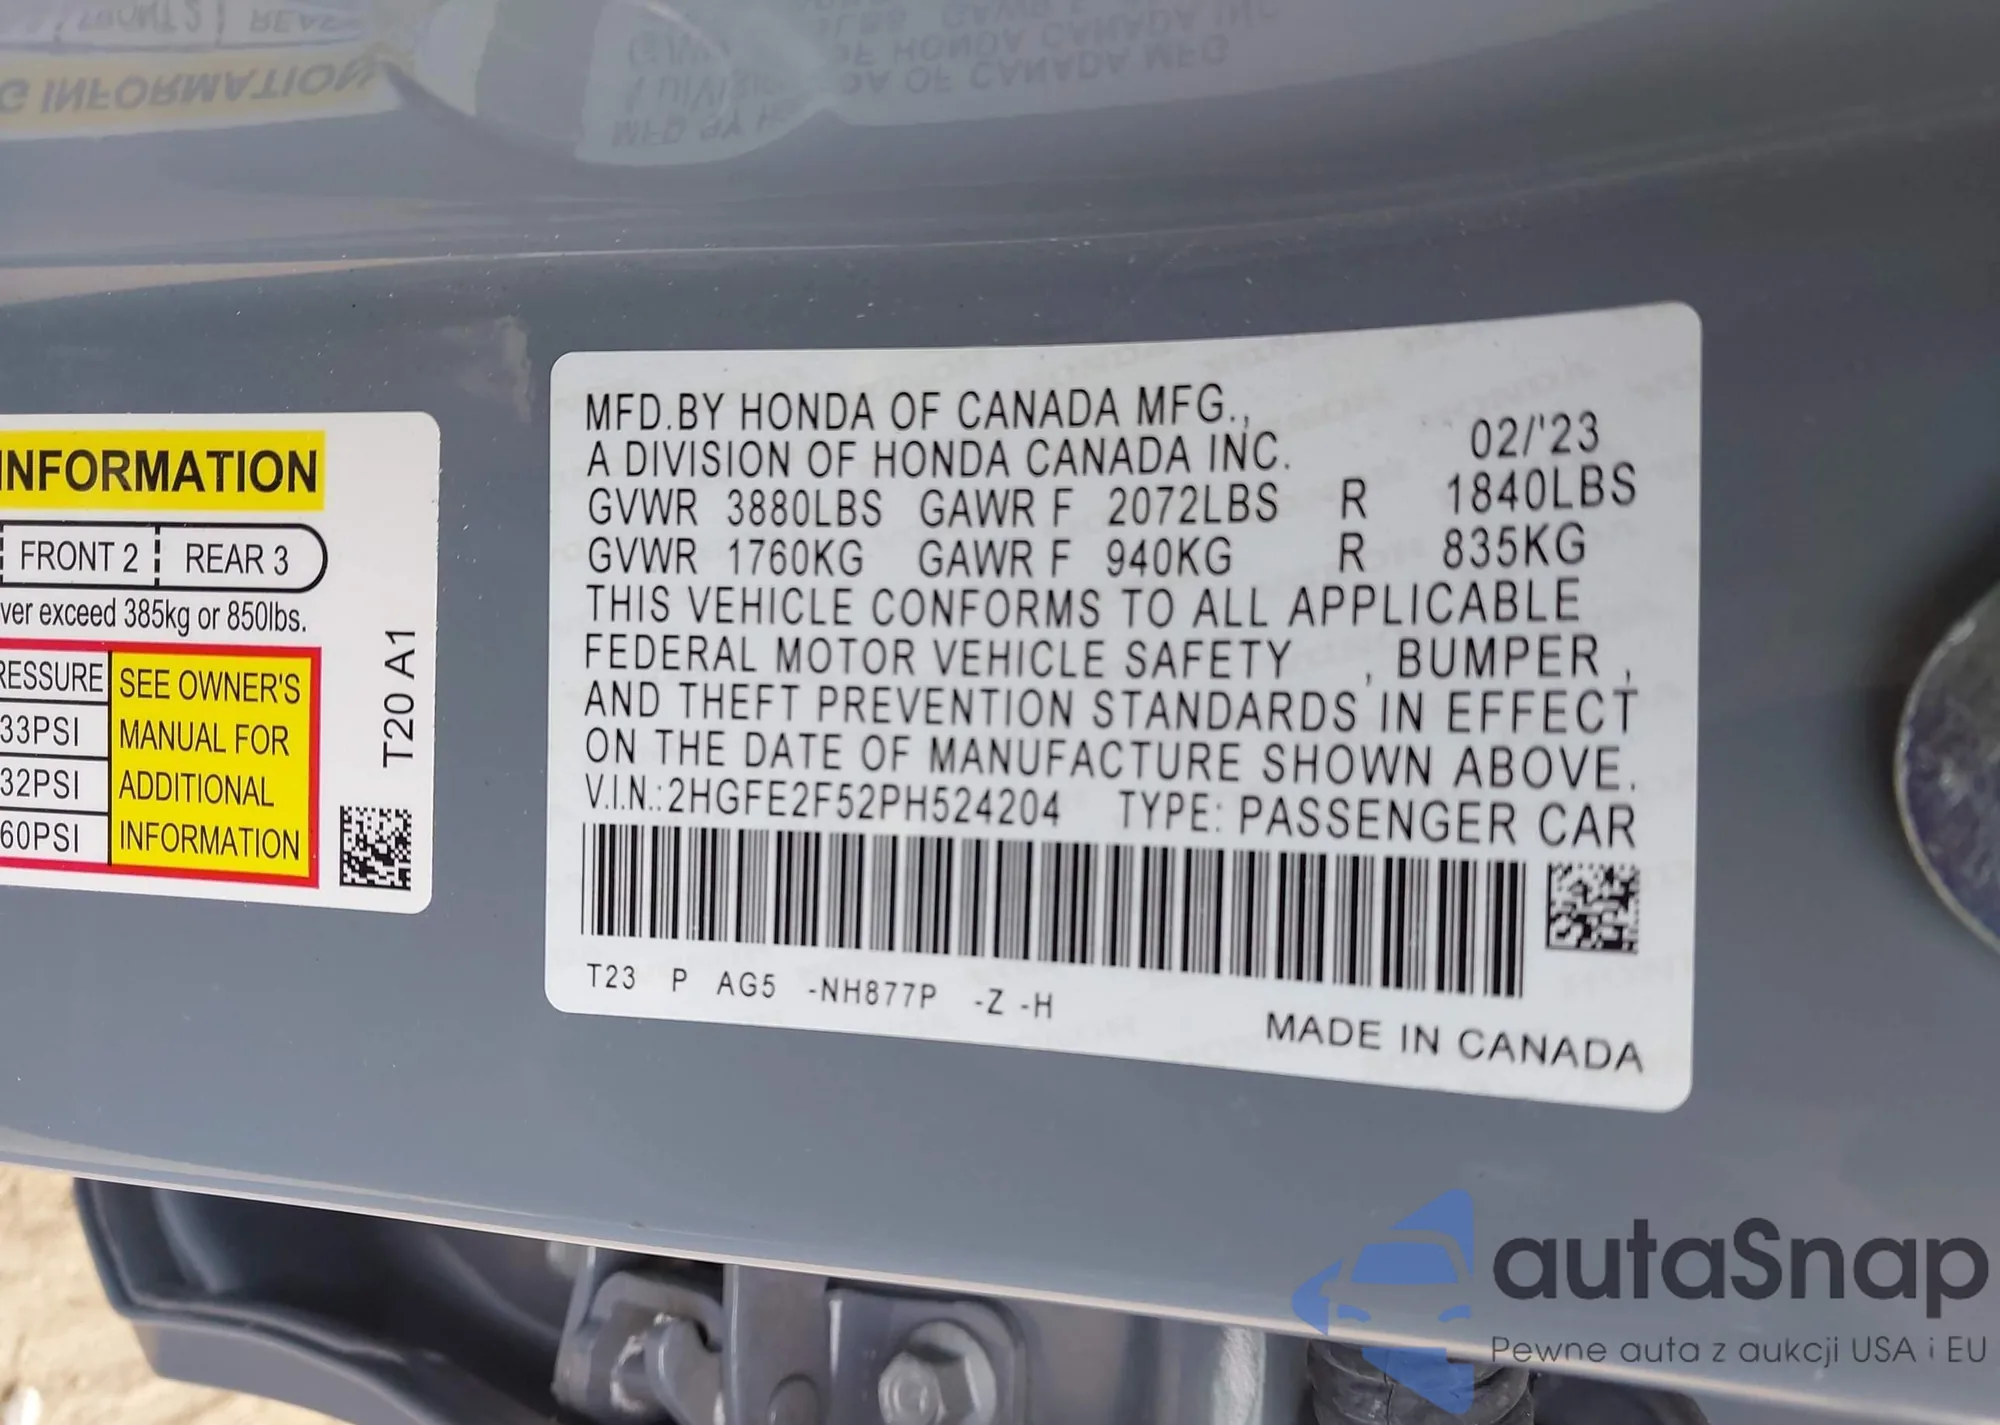 INFORMATION
FRONT 2 REAR 3
ver exceed 385kg or 850lbs.
RESSURE
33PSI
32PSI
60PSI
SEE OWNER'S
MANUAL FOR
ADDITIONAL
INFORMATION
T20 A1
MFD.BY HONDA OF CANADA MFG.,
A DIVISION OF HONDA CANADA INC. 02/'23
GVWR 3880LBS GAWR F 2072LBS R 1840LBS
GVWR 1760KG GAWR F 940KG R 835KG
THIS VEHICLE CONFORMS TO ALL APPLICABLE
FEDERAL MOTOR VEHICLE SAFETY , BUMPER ,
AND THEFT PREVENTION STANDARDS IN EFFECT
ON THE DATE OF MANUFACTURE SHOWN ABOVE.
V.I.N.: 2HGFE2F52PH524204 TYPE: PASSENGER CAR
T23 P AG5 -NH877P -Z -H
MADE IN CANADA
autaSnap
Pewne auta z aukcji USA i EU